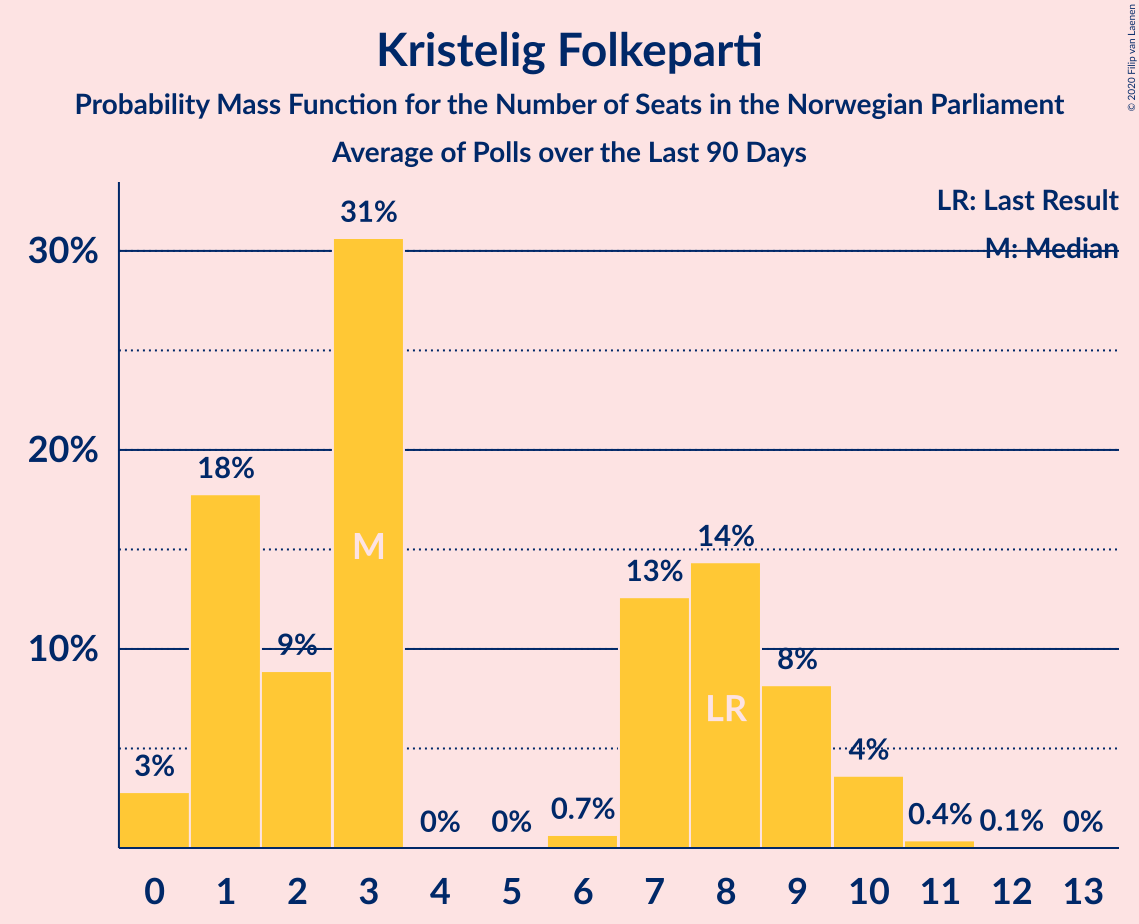 Kristelig Folkeparti
Probability Mass Function for the Number of Seats in the Norwegian Parliament
Average of Polls over the Last 90 Days
© 2020 Filip van Laenen
LR: Last Result
M: Median
30%
20%
10%
3%
18%
9%
31%
0%
0%
0.7%
13%
14%
8%
4%
0.4%
0.1%
0%
M
LR
0 1 2 3 4 5 6 7 8 9 10 11 12 13